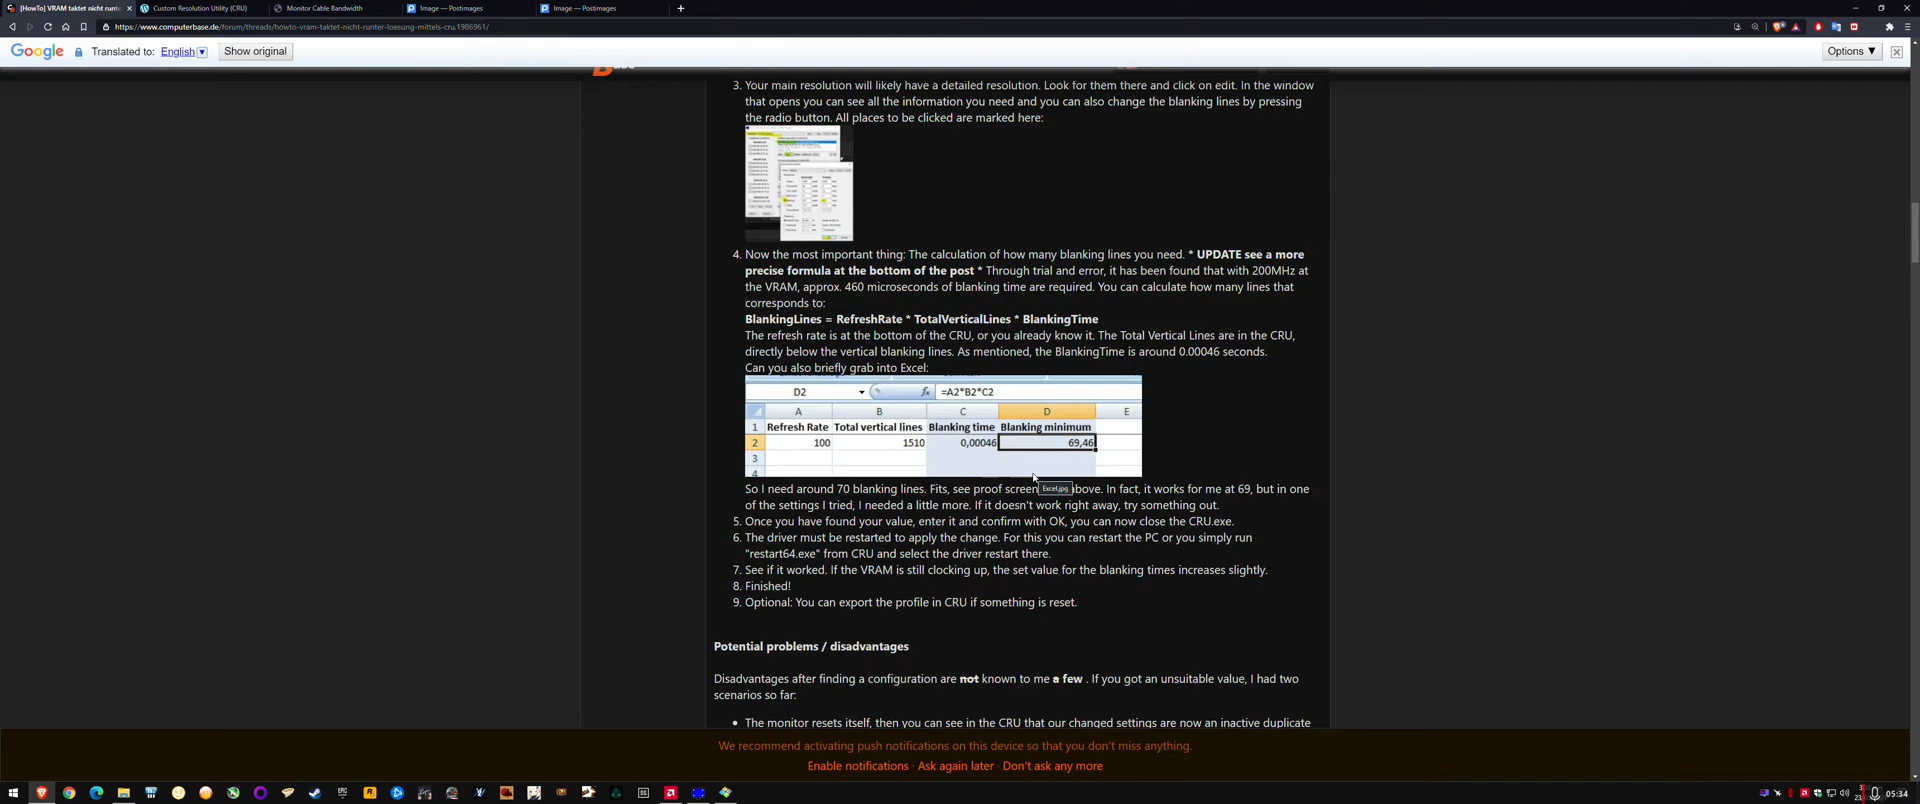 [HowTo] VRAM taktet nicht runte
Custom Resolution Utility (CRU)
Monitor Cable Bandwidth
Image — Postimages
Image — Postimages
https://www.computerbase.de/forum/threads/howto-vram-taktet-nicht-runter-loesung-mittels-cru.1986961/
Google Translated to: English Show original Options ▼
3. Your main resolution will likely have a detailed resolution. Look for them there and click on edit. In the window
that opens you can see all the information you need and you can also change the blanking lines by pressing
the radio button. All places to be clicked are marked here:
4. Now the most important thing: The calculation of how many blanking lines you need. * UPDATE see a more
precise formula at the bottom of the post * Through trial and error, it has been found that with 200MHz at
the VRAM, approx. 460 microseconds of blanking time are required. You can calculate how many lines that
corresponds to:
BlankingLines = RefreshRate * TotalVerticalLines * BlankingTime
The refresh rate is at the bottom of the CRU, or you already know it. The Total Vertical Lines are in the CRU,
directly below the vertical blanking lines. As mentioned, the BlankingTime is around 0.00046 seconds.
Can you also briefly grab into Excel:
D2 fx =A2*B2*C2
A B C D E
1 Refresh Rate Total vertical lines Blanking time Blanking minimum
2 100 1510 0,00046 69,46
3
4
So I need around 70 blanking lines. Fits, see proof screen above. In fact, it works for me at 69, but in one
Excel.jpg
of the settings I tried, I needed a little more. If it doesn't work right away, try something out.
5. Once you have found your value, enter it and confirm with OK, you can now close the CRU.exe.
6. The driver must be restarted to apply the change. For this you can restart the PC or you simply run
"restart64.exe" from CRU and select the driver restart there.
7. See if it worked. If the VRAM is still clocking up, the set value for the blanking times increases slightly.
8. Finished!
9. Optional: You can export the profile in CRU if something is reset.
Potential problems / disadvantages
Disadvantages after finding a configuration are not known to me a few . If you got an unsuitable value, I had two
scenarios so far:
• The monitor resets itself, then you can see in the CRU that our changed settings are now an inactive duplicate
We recommend activating push notifications on this device so that you don't miss anything.
Enable notifications · Ask again later · Don't ask any more
05:34